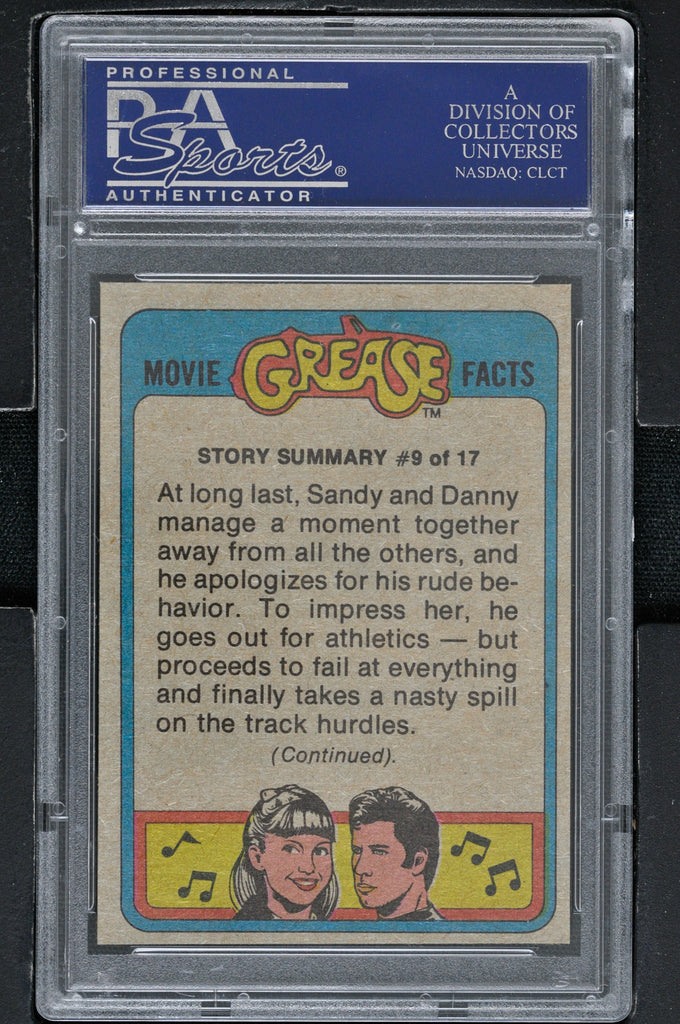 PROFESSIONAL
PSA
Sports®
AUTHENTICATOR
A
DIVISION OF
COLLECTORS
UNIVERSE
NASDAQ: CLCT
MOVIE GREASE FACTS
TM
STORY SUMMARY #9 of 17
At long last, Sandy and Danny
manage a moment together
away from all the others, and
he apologizes for his rude be-
havior. To impress her, he
goes out for athletics — but
proceeds to fail at everything
and finally takes a nasty spill
on the track hurdles.
(Continued).